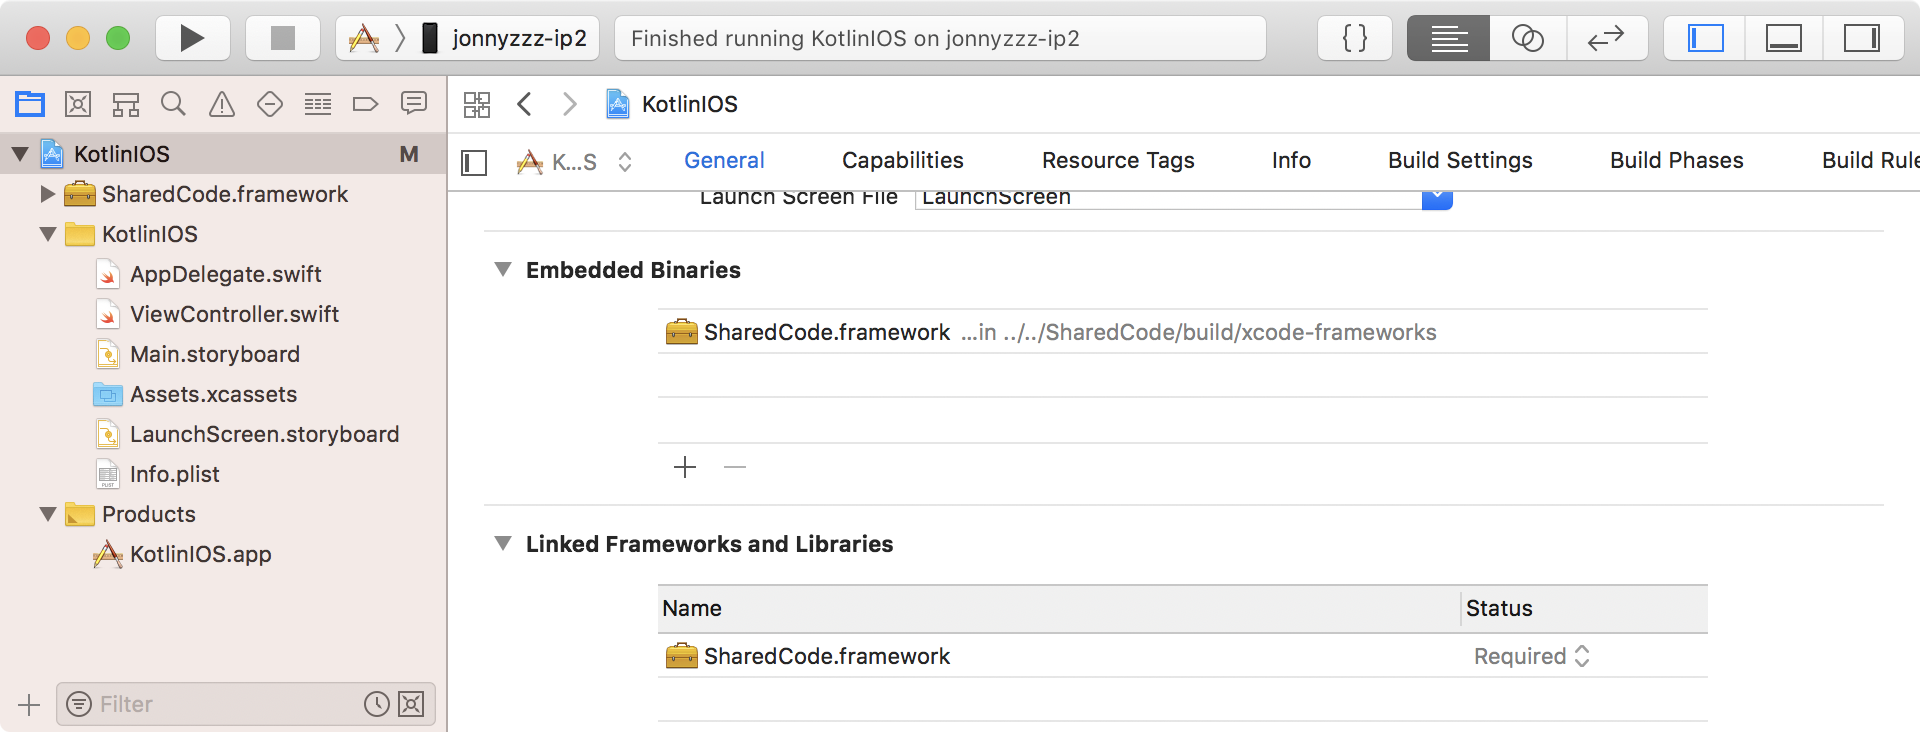 jonnyzzz-ip2
Finished running KotlinIOS on jonnyzzz-ip2
{ }
KotlinIOS M
SharedCode.framework
KotlinIOS
AppDelegate.swift
ViewController.swift
Main.storyboard
Assets.xcassets
LaunchScreen.storyboard
Info.plist
Products
KotlinIOS.app
Filter
KotlinIOS
K...S General Capabilities Resource Tags Info Build Settings Build Phases Build Rule
Launch Screen File LaunchScreen
Embedded Binaries
SharedCode.framework ...in ../../SharedCode/build/xcode-frameworks
Linked Frameworks and Libraries
Name Status
SharedCode.framework Required